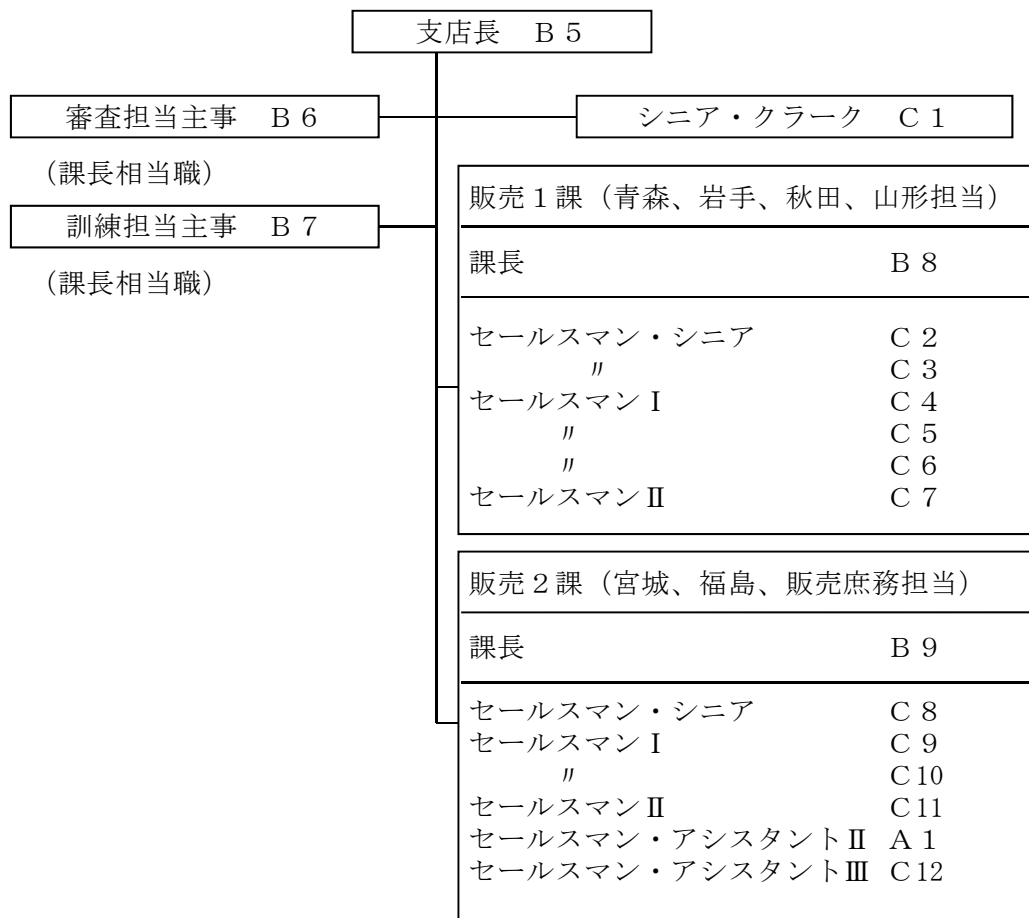 支店長　Ｂ５
審査担当主事　Ｂ６
シニア・クラーク　Ｃ１
（課長相当職）
訓練担当主事　Ｂ７
（課長相当職）
販売１課（青森、岩手、秋田、山形担当）
課長　Ｂ８
セールスマン・シニア　Ｃ２
〃　Ｃ３
セールスマンⅠ　Ｃ４
〃　Ｃ５
〃　Ｃ６
セールスマンⅡ　Ｃ７
販売２課（宮城、福島、販売庶務担当）
課長　Ｂ９
セールスマン・シニア　Ｃ８
セールスマンⅠ　Ｃ９
〃　Ｃ10
セールスマンⅡ　Ｃ11
セールスマン・アシスタントⅡ　Ａ１
セールスマン・アシスタントⅢ　Ｃ12